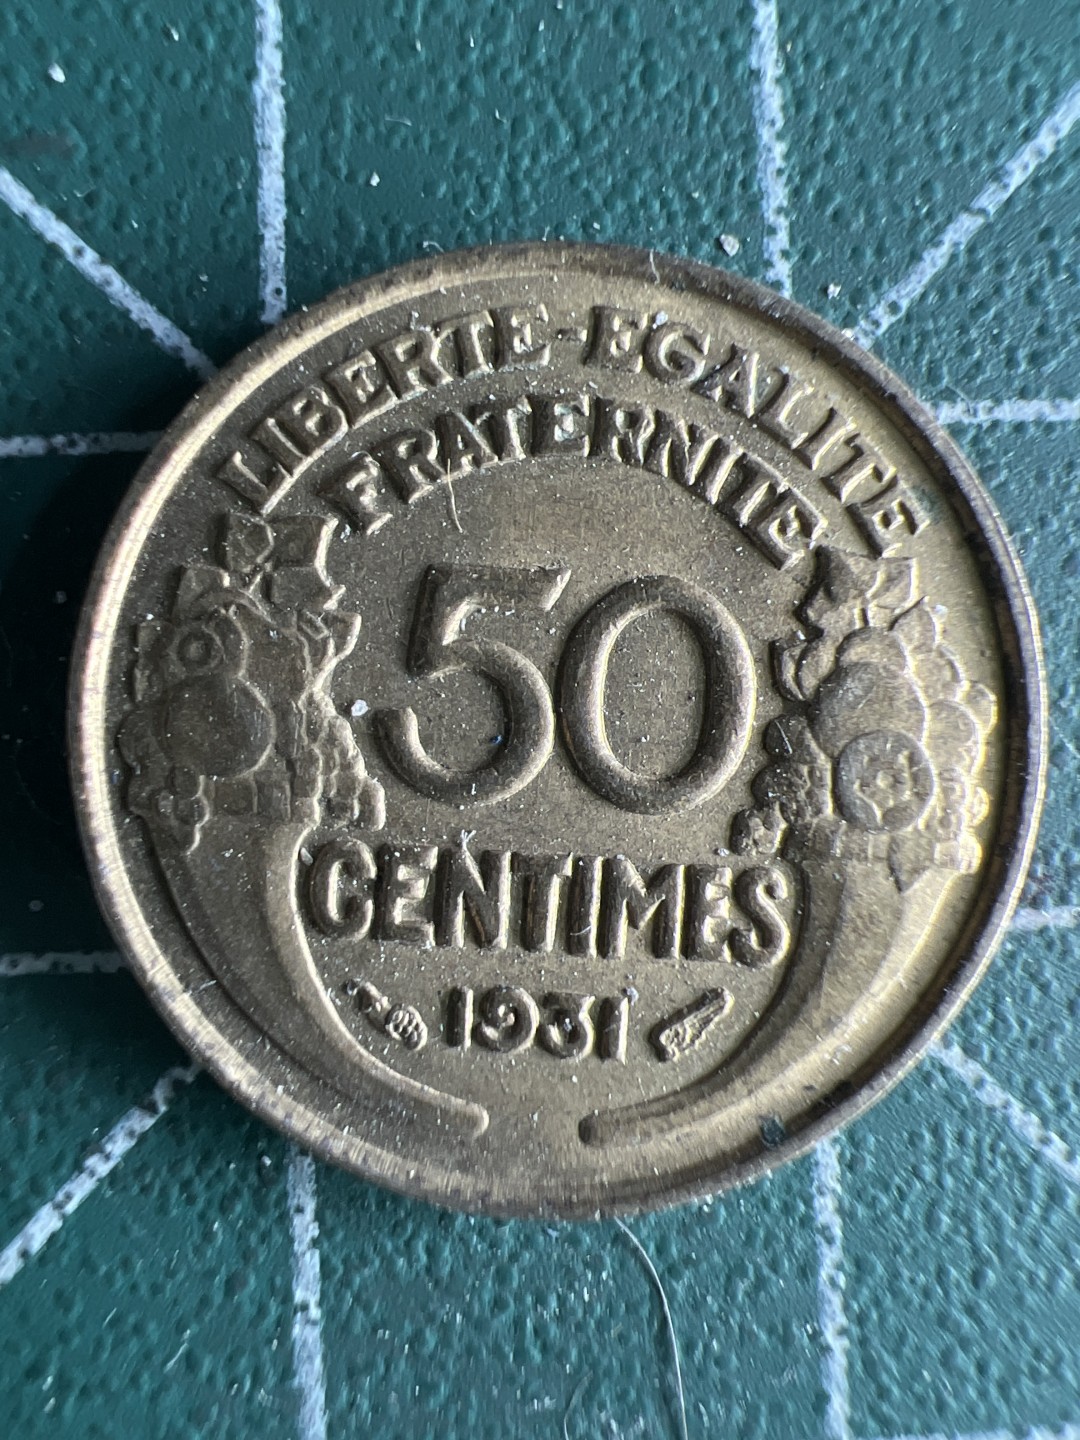 LIBERTE-EGALITE
FRATERNITE
50
CENTIMES
1931